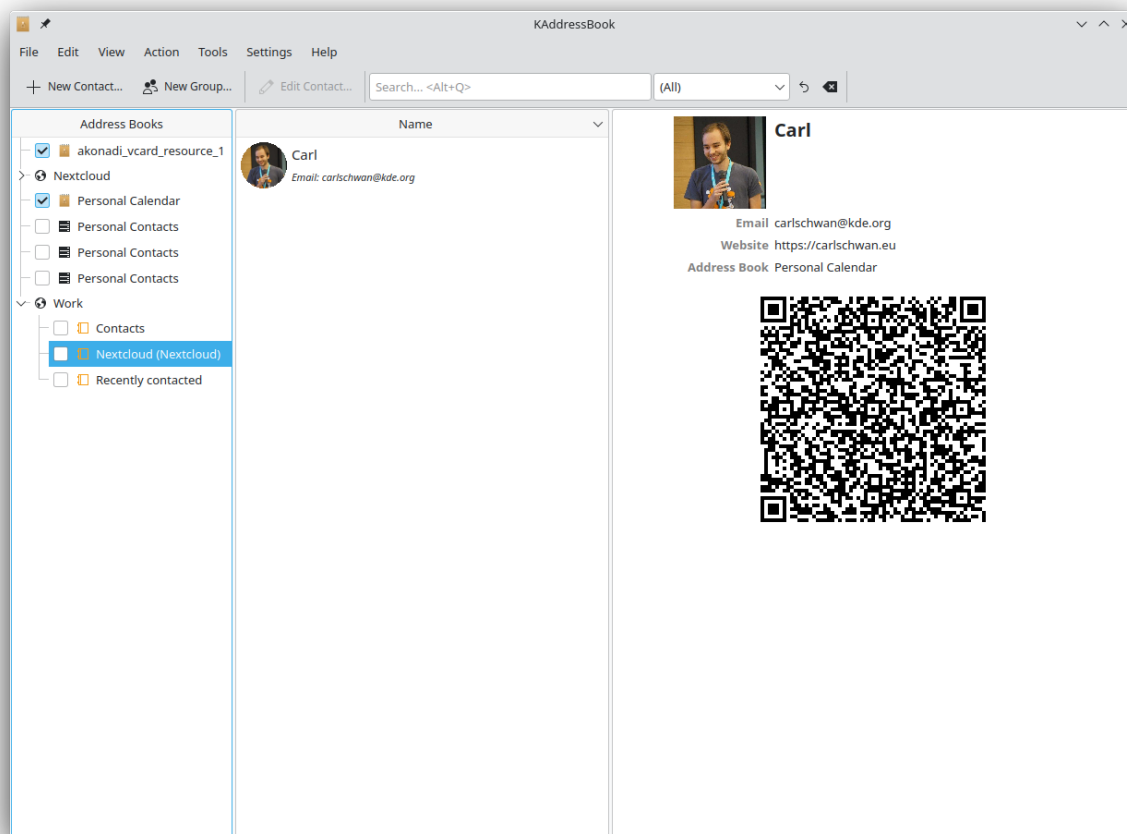 KAddressBook
File Edit View Action Tools Settings Help
New Contact... New Group... Edit Contact... Search... <Alt+Q> (All)
Address Books
akonadi_vcard_resource_1
Nextcloud
Personal Calendar
Personal Contacts
Personal Contacts
Personal Contacts
Work
Contacts
Nextcloud (Nextcloud)
Recently contacted
Name
Carl
Email: carlschwan@kde.org
Carl
Email carlschwan@kde.org
Website https://carlschwan.eu
Address Book Personal Calendar